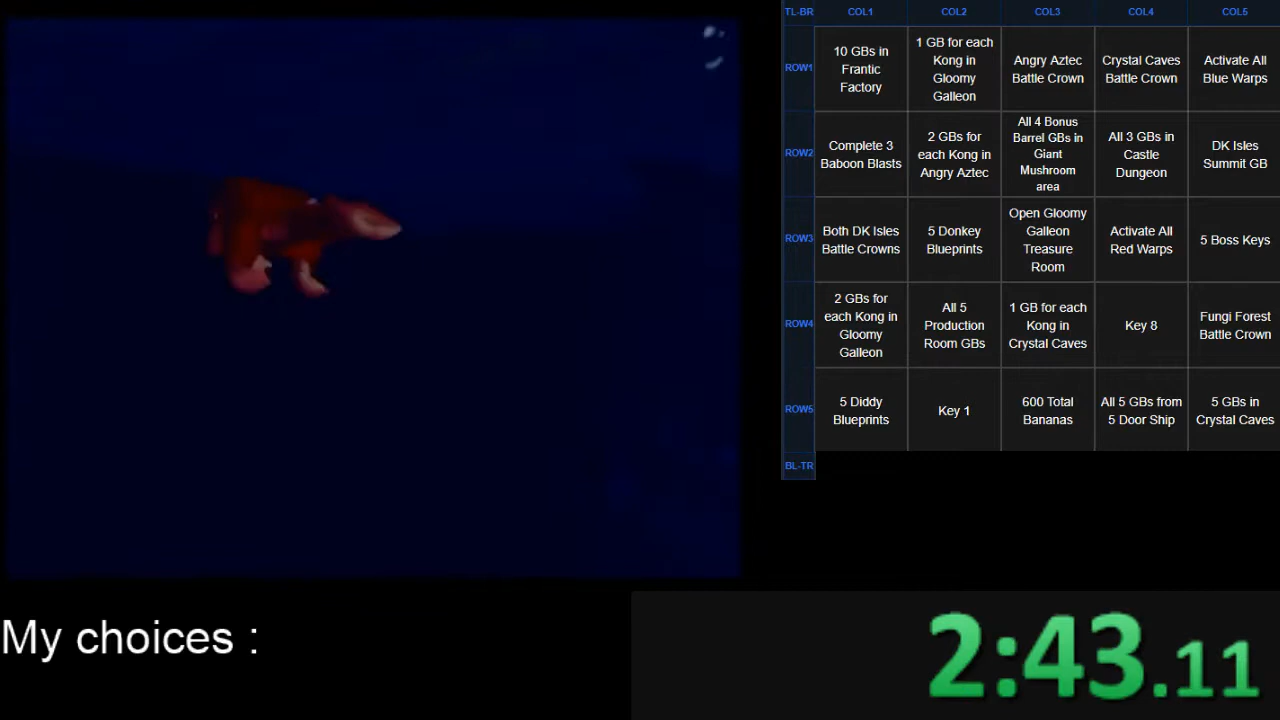 TL-BR COL1 COL2 COL3 COL4 COL5
ROW1
10 GBs in
Frantic
Factory
1 GB for each
Kong in
Gloomy
Galleon
Angry Aztec
Battle Crown
Crystal Caves
Battle Crown
Activate All
Blue Warps
ROW2
Complete 3
Baboon Blasts
2 GBs for
each Kong in
Angry Aztec
All 4 Bonus
Barrel GBs in
Giant
Mushroom
area
All 3 GBs in
Castle
Dungeon
DK Isles
Summit GB
ROW3
Both DK Isles
Battle Crowns
5 Donkey
Blueprints
Open Gloomy
Galleon
Treasure
Room
Activate All
Red Warps
5 Boss Keys
ROW4
2 GBs for
each Kong in
Gloomy
Galleon
All 5
Production
Room GBs
1 GB for each
Kong in
Crystal Caves
Key 8
Fungi Forest
Battle Crown
ROW5
5 Diddy
Blueprints
Key 1
600 Total
Bananas
All 5 GBs from
5 Door Ship
5 GBs in
Crystal Caves
BL-TR
My choices :
2:43.11